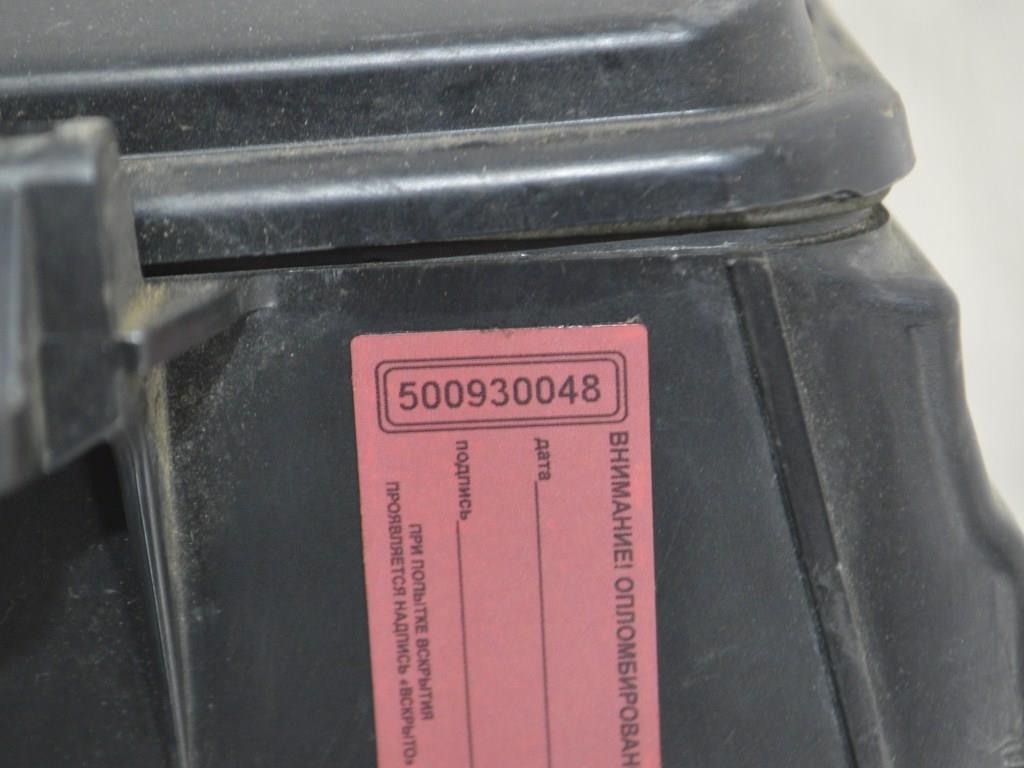 500930048
ВНИМАНИЕ! ОПЛОМБИРОВАН
дата
подпись
ПРИ ПОПЫТКЕ ВСКРЫТИЯ
ПРОЯВЛЯЕТСЯ НАДПИСЬ «ВСКРЫТО»